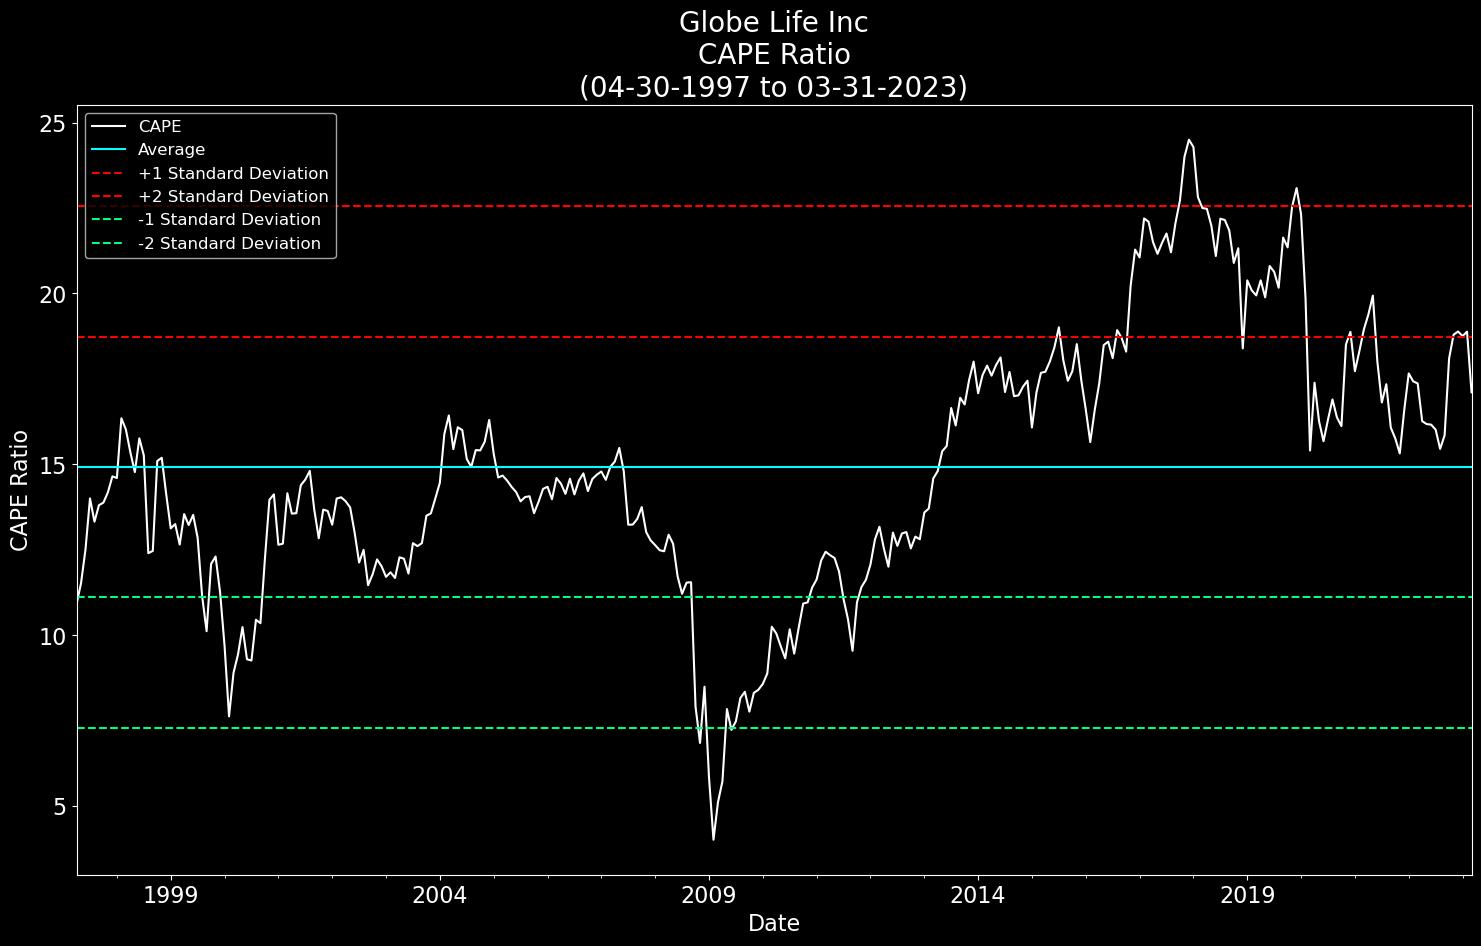 Globe Life Inc
CAPE Ratio
(04-30-1997 to 03-31-2023)
CAPE
Average
+1 Standard Deviation
+2 Standard Deviation
-1 Standard Deviation
-2 Standard Deviation
25
20
15
10
5
CAPE Ratio
1999
2004
2009
2014
2019
Date